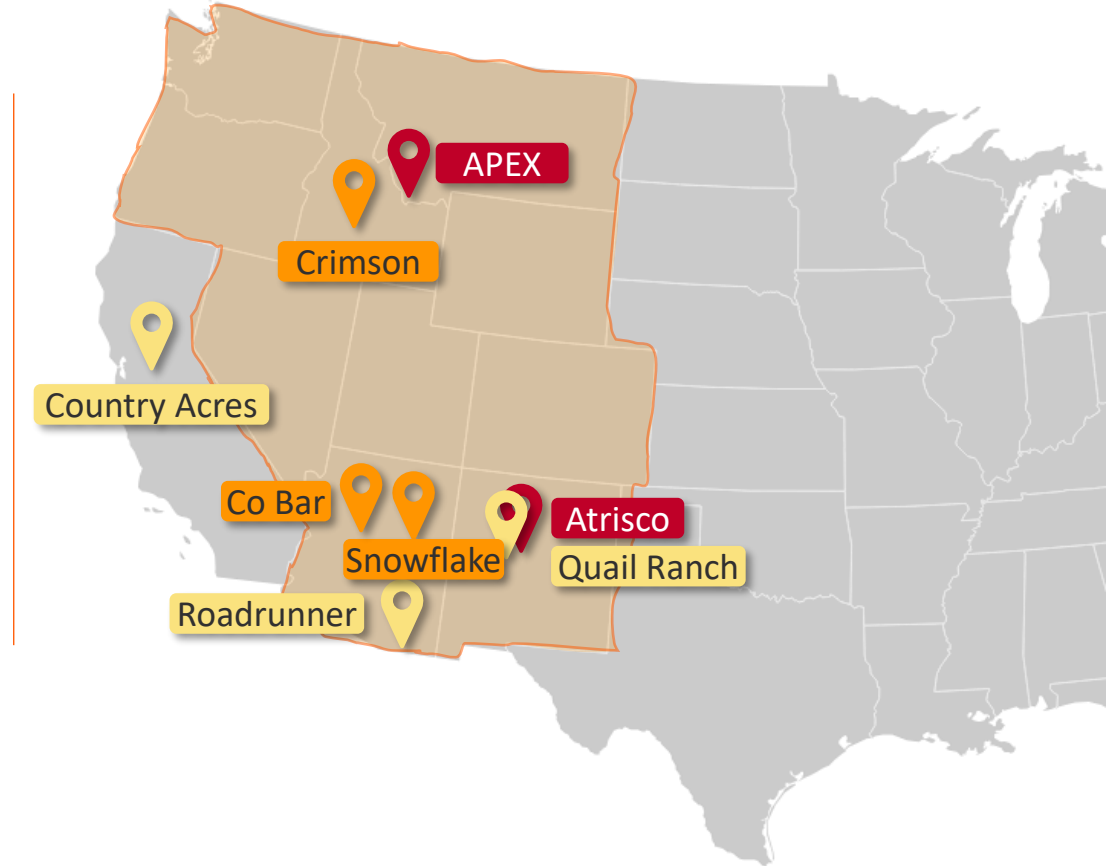 APEX
Crimson
Country Acres
Co Bar
Atrisco
Snowflake
Quail Ranch
Roadrunner